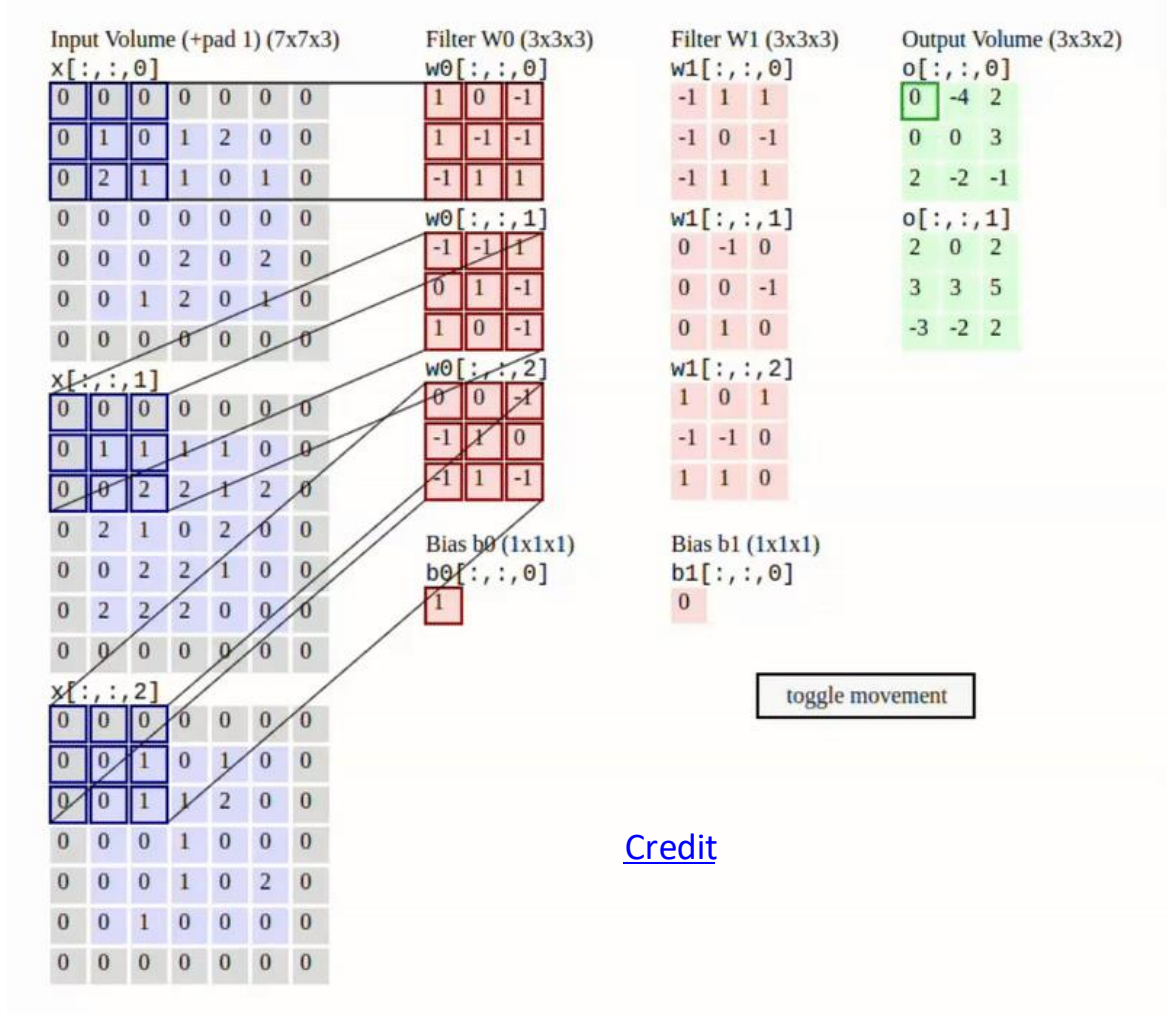 Input Volume (+pad 1) (7x7x3)
x[:,:,0]
0 0 0 0 0 0 0
0 1 0 1 2 0 0
0 2 1 1 0 1 0
0 0 0 0 0 0 0
0 0 0 2 0 2 0
0 0 1 2 0 1 0
0 0 0 0 0 0 0
x[:,:,1]
0 0 0 0 0 0 0
0 1 1 1 1 0 0
0 0 2 2 1 2 0
0 2 1 0 2 0 0
0 0 2 2 1 0 0
0 2 2 2 0 0 0
0 0 0 0 0 0 0
x[:,:,2]
0 0 0 0 0 0 0
0 0 1 0 1 0 0
0 0 1 1 2 0 0
0 0 0 1 0 0 0
0 0 0 1 0 2 0
0 0 1 0 0 0 0
0 0 0 0 0 0 0
Filter W0 (3x3x3)
w0[:,:,0]
1 0 -1
1 -1 -1
-1 1 1
w0[:,:,1]
-1 -1 1
0 1 -1
1 0 -1
w0[:,:,2]
0 0 -1
-1 1 0
-1 1 -1
Bias b0 (1x1x1)
b0[:,:,0]
1
Filter W1 (3x3x3)
w1[:,:,0]
-1 1 1
-1 0 -1
-1 1 1
w1[:,:,1]
0 -1 0
0 0 -1
0 1 0
w1[:,:,2]
1 0 1
-1 -1 0
1 1 0
Bias b1 (1x1x1)
b1[:,:,0]
0
Output Volume (3x3x2)
o[:,:,0]
0 -4 2
0 0 3
2 -2 -1
o[:,:,1]
2 0 2
3 3 5
-3 -2 2
toggle movement
Credit